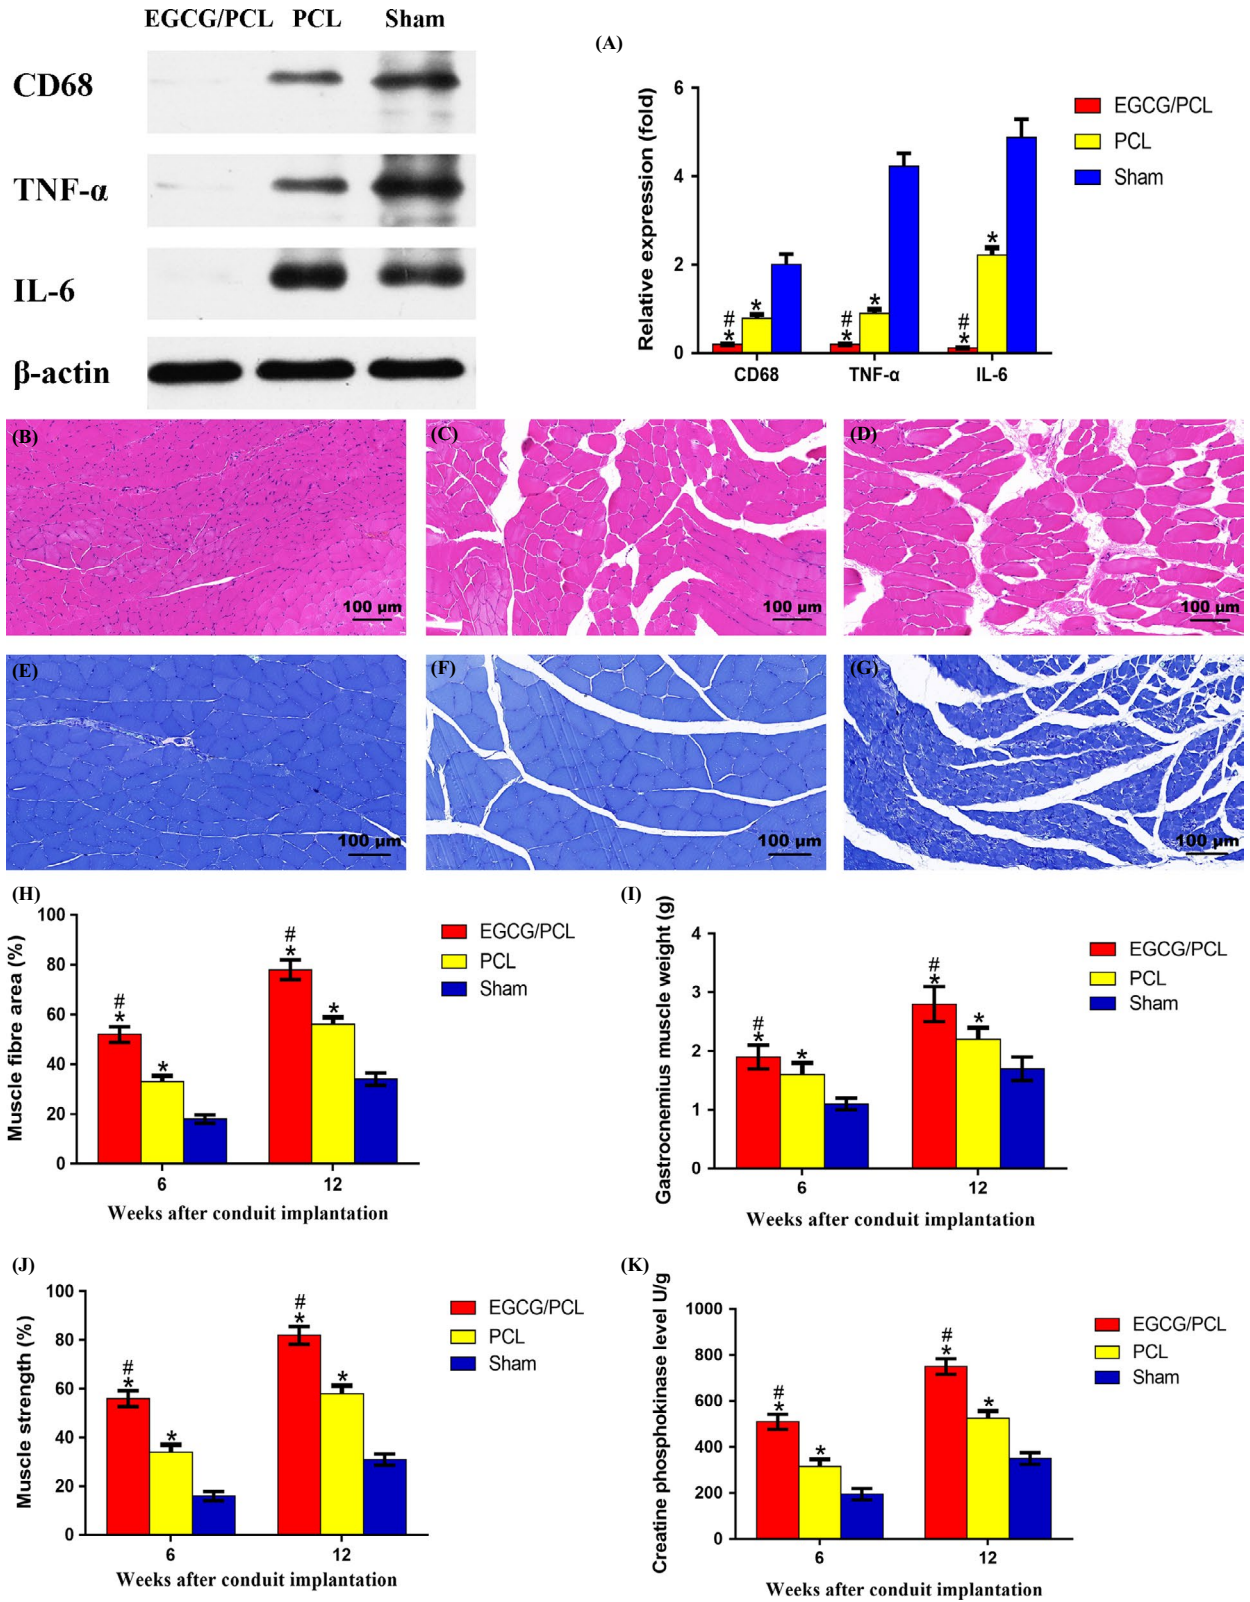 EGCG/PCL PCL Sham
CD68
TNF-α
IL-6
β-actin
(A)
Relative expression (fold)
6
4
2
0
# * * # * * # * *
CD68 TNF-α IL-6
EGCG/PCL
PCL
Sham
(B)
100 μm
(C)
100 μm
(D)
100 μm
(E)
100 μm
(F)
100 μm
(G)
100 μm
(H)
Muscle fibre area (%)
100
80
60
40
20
0
# * * # * *
6 12
Weeks after conduit implantation
EGCG/PCL
PCL
Sham
(I)
Gastrocnemius muscle weight (g)
4
3
2
1
0
# * * # * *
6 12
Weeks after conduit implantation
EGCG/PCL
PCL
Sham
(J)
Muscle strength (%)
100
80
60
40
20
0
# * * # * *
6 12
Weeks after conduit implantation
EGCG/PCL
PCL
Sham
(K)
Creatine phosphokinase level U/g
1000
800
600
400
200
0
# * * # * *
6 12
Weeks after conduit implantation
EGCG/PCL
PCL
Sham